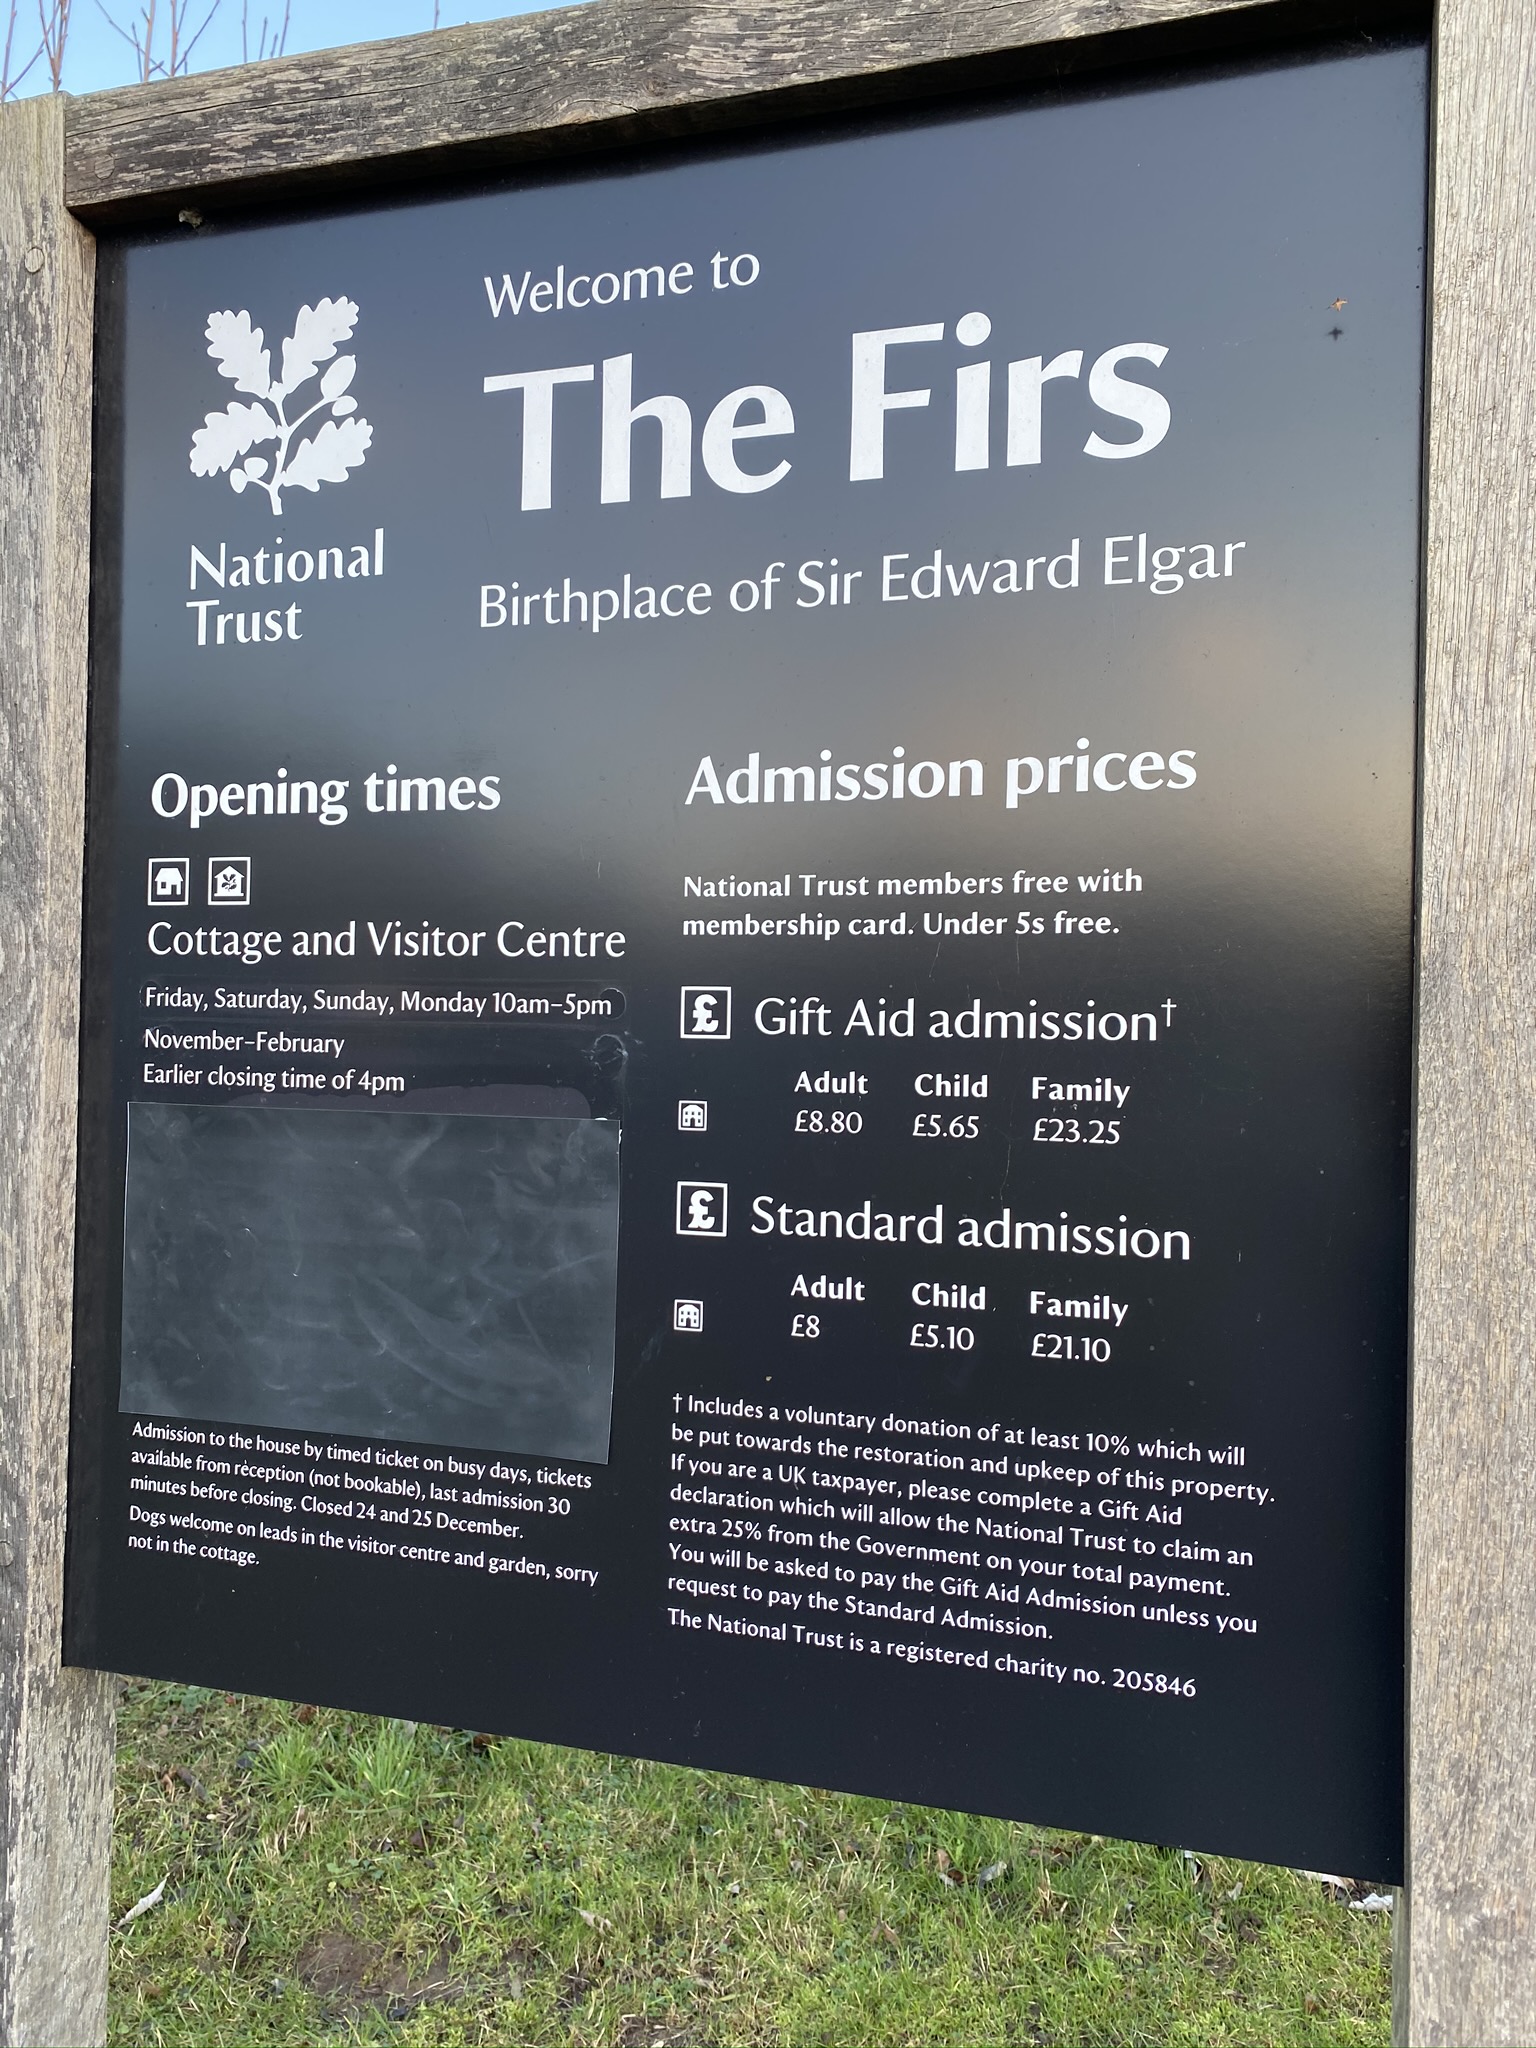 Welcome to
The Firs
Birthplace of Sir Edward Elgar
National
Trust
Opening times
Cottage and Visitor Centre
Friday, Saturday, Sunday, Monday 10am–5pm
November–February
Earlier closing time of 4pm
Admission to the house by timed ticket on busy days, tickets
available from reception (not bookable), last admission 30
minutes before closing. Closed 24 and 25 December.
Dogs welcome on leads in the visitor centre and garden, sorry
not in the cottage.
Admission prices
National Trust members free with
membership card. Under 5s free.
£ Gift Aid admission†
Adult Child Family
£8.80 £5.65 £23.25
£ Standard admission
Adult Child Family
£8 £5.10 £21.10
† Includes a voluntary donation of at least 10% which will
be put towards the restoration and upkeep of this property.
If you are a UK taxpayer, please complete a Gift Aid
declaration which will allow the National Trust to claim an
extra 25% from the Government on your total payment.
You will be asked to pay the Gift Aid Admission unless you
request to pay the Standard Admission.
The National Trust is a registered charity no. 205846